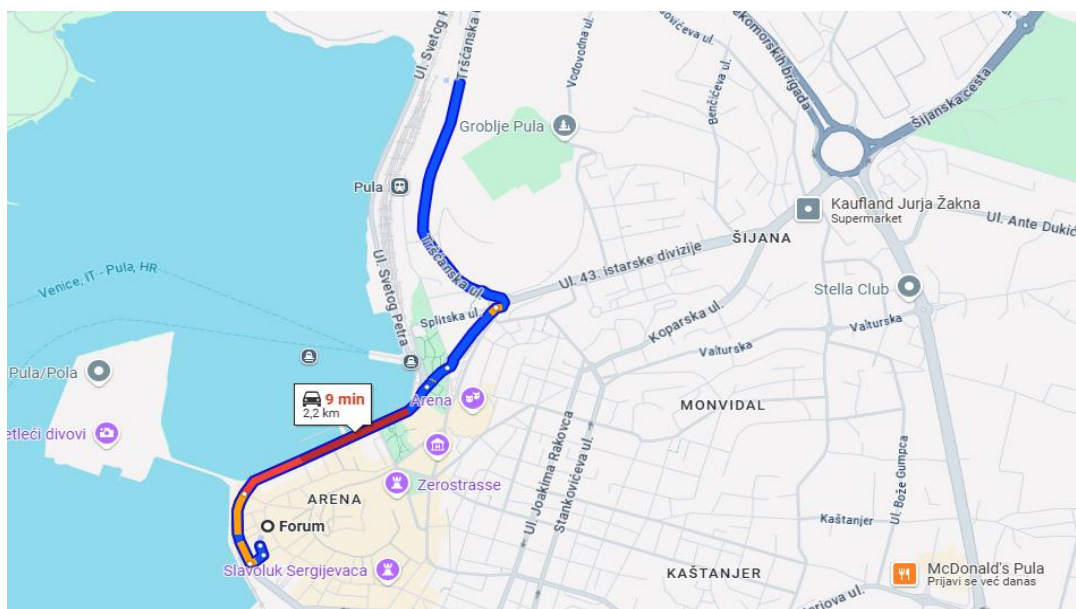 Ul. Svetog P
Tršćanska u
Vodovodna ul.
Benčićeva ul.
komorskih brigada
Šijanska cesta
Groblje Pula
Pula
Kaufland Jurja Žakna
Supermarket
Ul. Ante Dukić
ŠIJANA
Tršćanska ul.
Ul. Svetog Petra
Ul. 43. istarske divizije
Venice, IT - Pula, HR
Stella Club
Splitska ul.
Koparska ul.
Valturska
Valturska
Pula/Pola
9 min
2,2 km
Arena
MONVIDAL
etleći divovi
Ul. Joakima Rakovca
Stankovićeva ul.
Ul. Bože Gumpca
Zerostrasse
ARENA
Kaštanjer
Forum
Slavoluk Sergijevaca
KAŠTANJER
McDonald's Pula
Prijavi se već danas